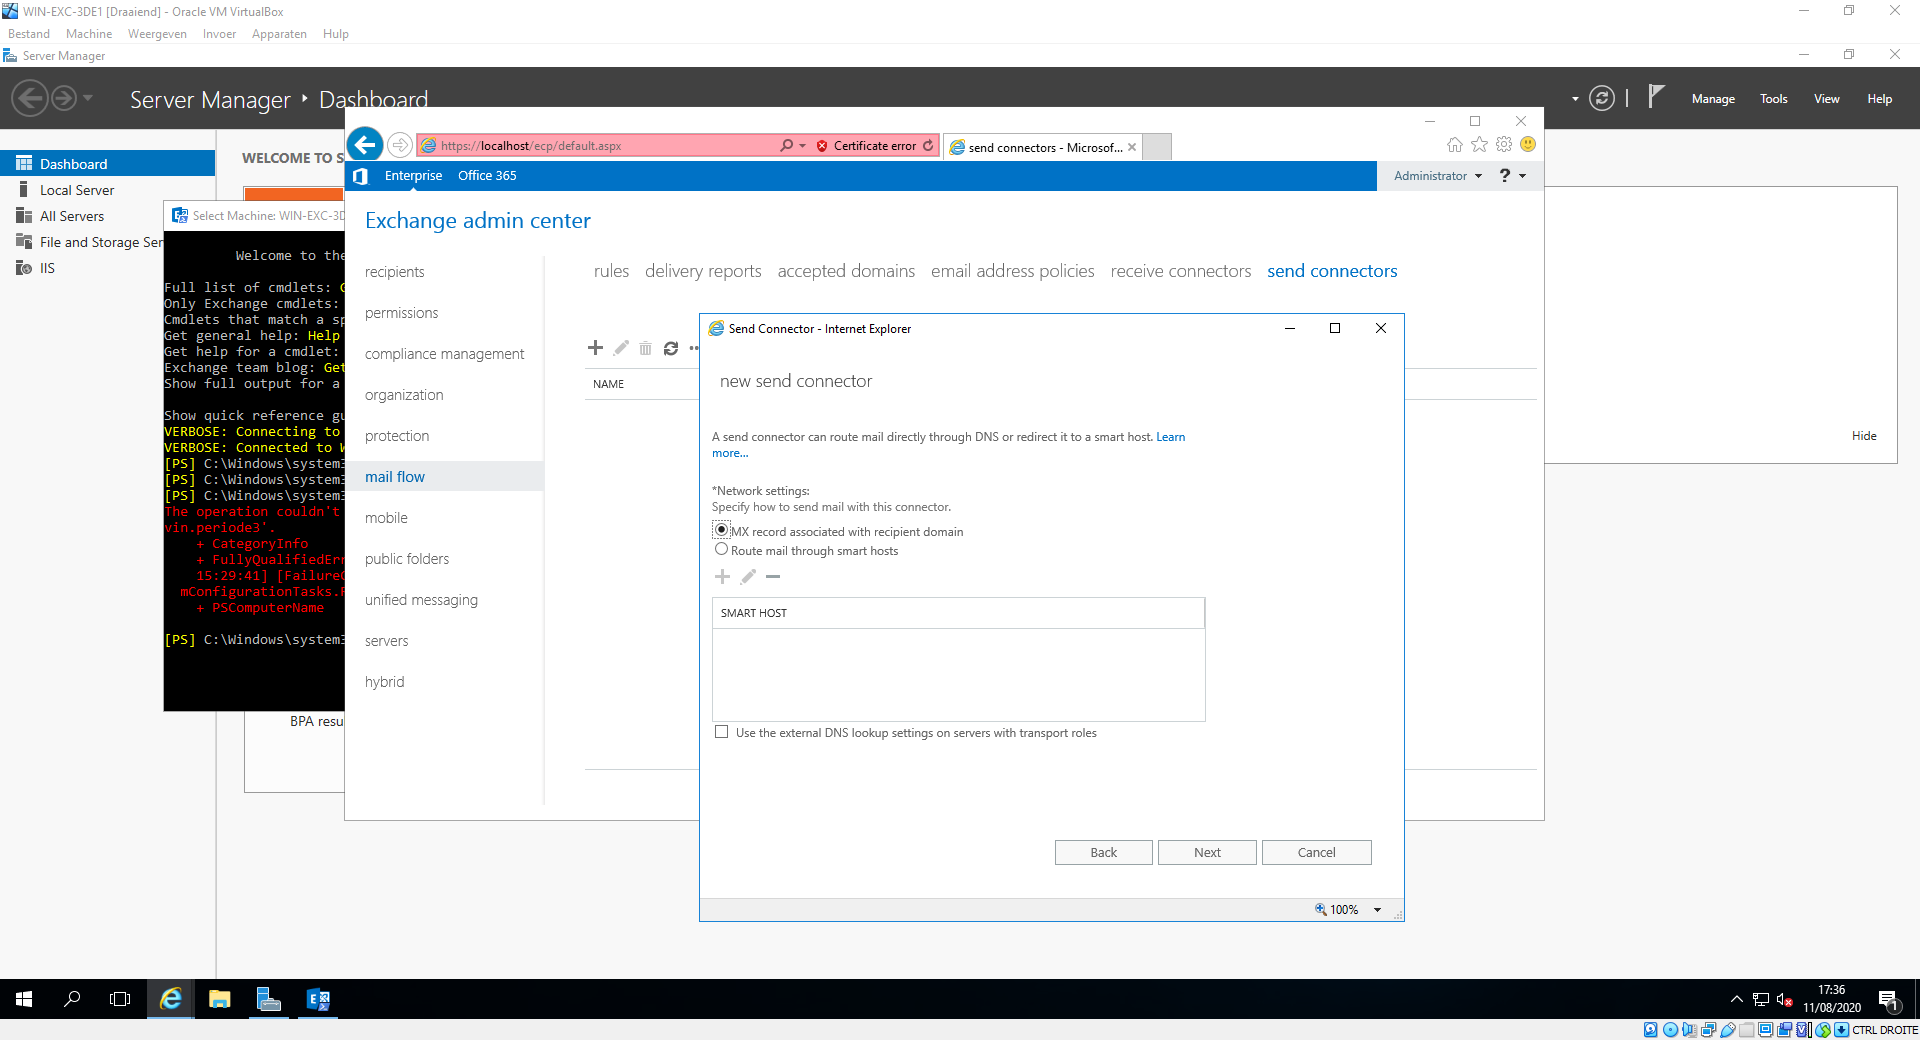 WIN-EXC-3DE1 [Draaiend] - Oracle VM VirtualBox
Bestand Machine Weergeven Invoer Apparaten Hulp
Server Manager
Server Manager Dashboard
Manage Tools View Help
https://localhost/ecp/default.aspx
Certificate error
send connectors - Microsof...
Dashboard
Local Server
All Servers
File and Storage Ser
IIS
WELCOME TO S
Enterprise Office 365
Administrator ?
Exchange admin center
Select Machine: WIN-EXC-3D
Welcome to the
Full list of cmdlets:
Only Exchange cmdlets:
Cmdlets that match a sp
Get general help: Help
Get help for a cmdlet:
Exchange team blog: Get
Show full output for a
Show quick reference gu
VERBOSE: Connecting to
VERBOSE: Connected to W
[PS] C:\Windows\system3
[PS] C:\Windows\system3
[PS] C:\Windows\system3
The operation couldn't
vin.periode3'.
+ CategoryInfo
+ FullyQualifiedErr
15:29:41] [FailureC
mConfigurationTasks.
+ PSComputerName
[PS] C:\Windows\system3
BPA resu
recipients
permissions
compliance management
organization
protection
mail flow
mobile
public folders
unified messaging
servers
hybrid
rules delivery reports accepted domains email address policies receive connectors send connectors
NAME
Hide
Send Connector - Internet Explorer
new send connector
A send connector can route mail directly through DNS or redirect it to a smart host. Learn
more...
*Network settings:
Specify how to send mail with this connector.
MX record associated with recipient domain
Route mail through smart hosts
SMART HOST
Use the external DNS lookup settings on servers with transport roles
Back Next Cancel
100%
17:36
11/08/2020
1
CTRL DROITE